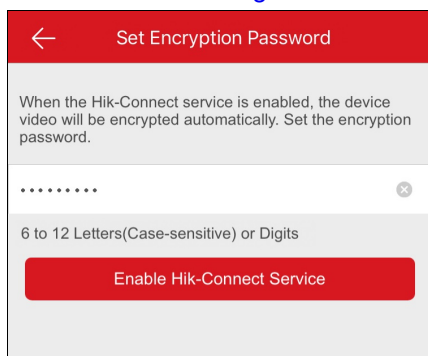 Set Encryption Password
When the Hik-Connect service is enabled, the device
video will be encrypted automatically. Set the encryption
password.
•••••••••
6 to 12 Letters(Case-sensitive) or Digits
Enable Hik-Connect Service